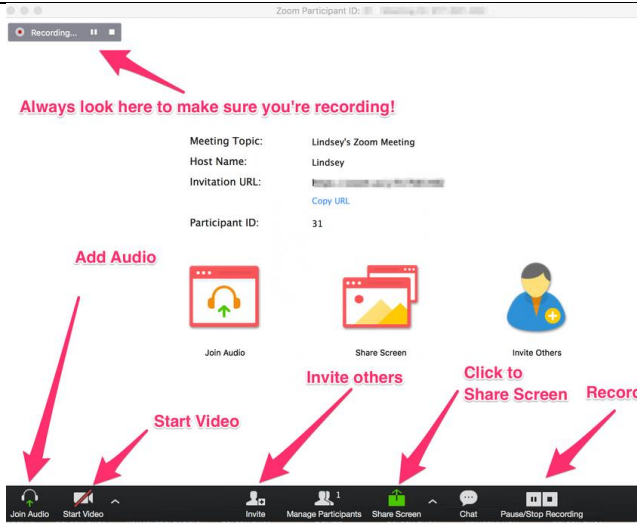 Zoom Participant ID:
Recording...
Always look here to make sure you're recording!
Meeting Topic: Lindsey's Zoom Meeting
Host Name: Lindsey
Invitation URL:
Copy URL
Participant ID: 31
Add Audio
Join Audio
Share Screen
Invite Others
Invite others
Click to
Share Screen
Record
Start Video
1
Join Audio
Start Video
Invite
Manage Participants
Share Screen
Chat
Pause/Stop Recording